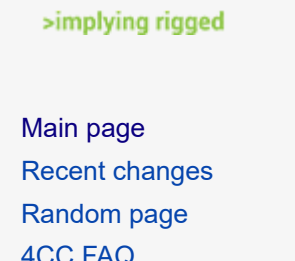 >implying rigged
Main page
Recent changes
Random page
4CC FAQ